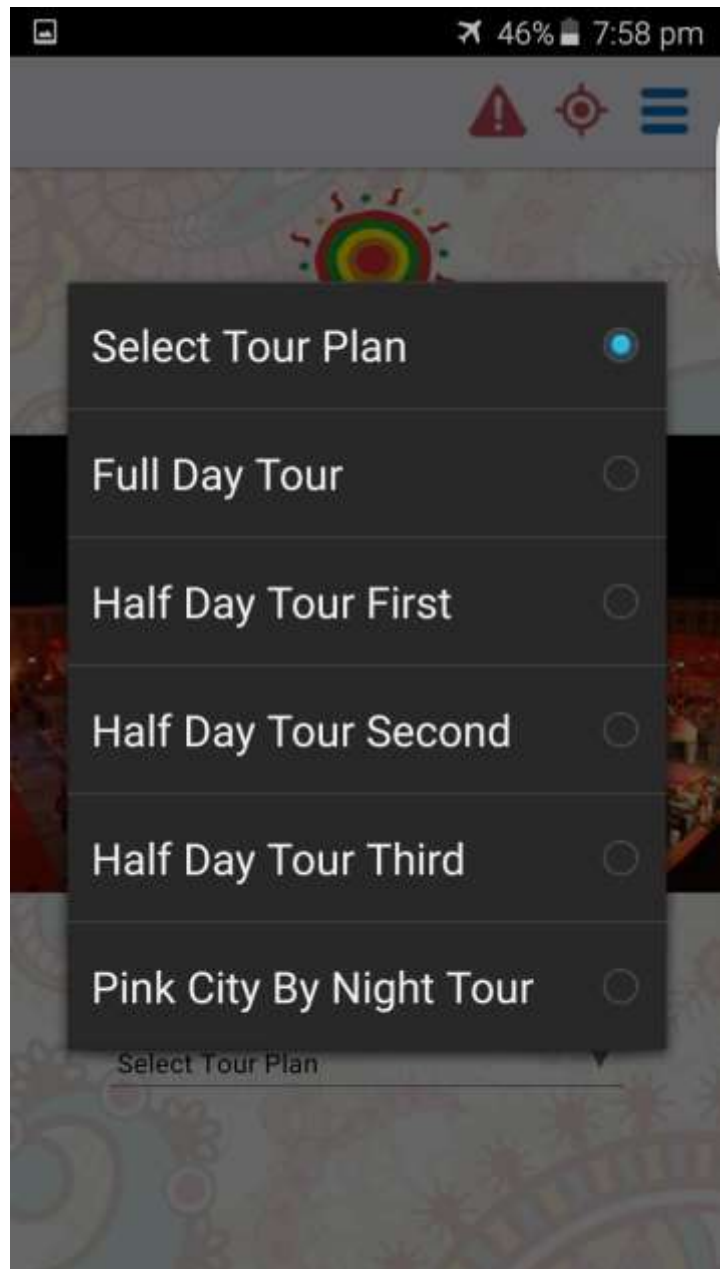 46% 7:58 pm
Select Tour Plan
Full Day Tour
Half Day Tour First
Half Day Tour Second
Half Day Tour Third
Pink City By Night Tour
Select Tour Plan